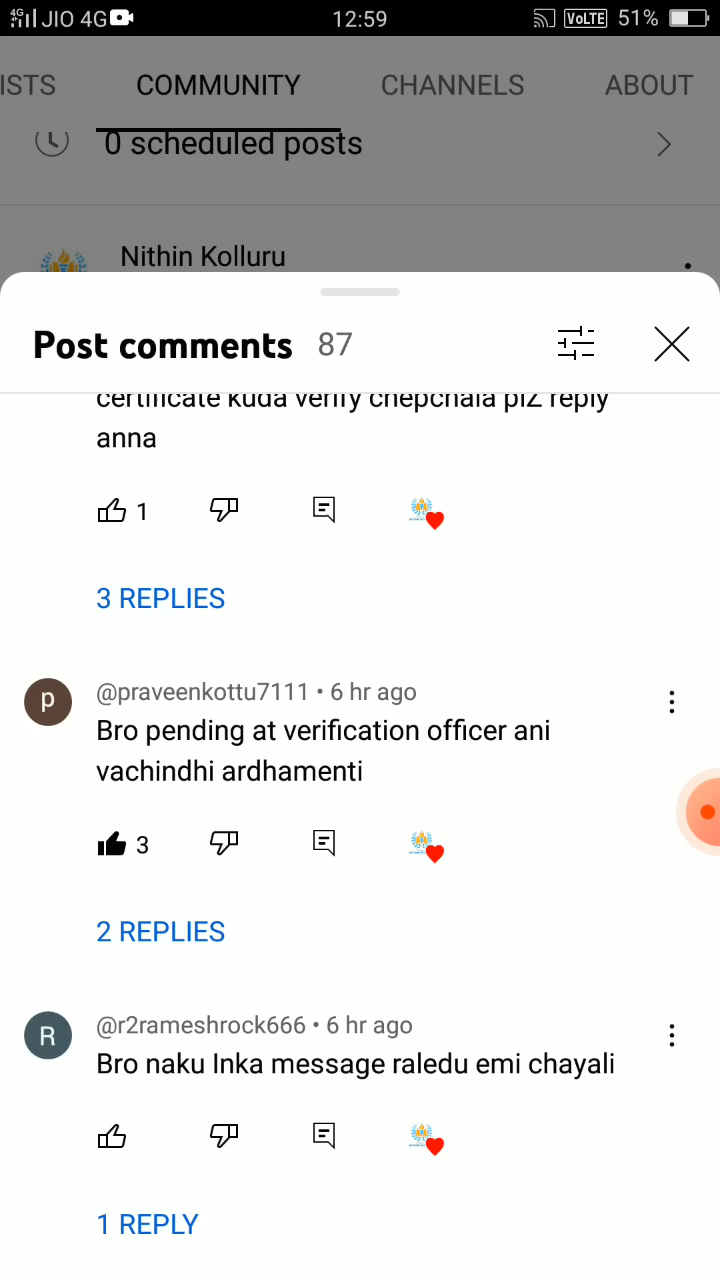 4G JIO 4G 12:59 VoLTE 51%
ISTS COMMUNITY CHANNELS ABOUT
0 scheduled posts
Nithin Kolluru
Post comments 87
certificate kuda verify chepchala plZ reply
anna
1
3 REPLIES
p @praveenkottu7111 • 6 hr ago
Bro pending at verification officer ani
vachindhi ardhamenti
3
2 REPLIES
R @r2rameshrock666 • 6 hr ago
Bro naku Inka message raledu emi chayali
1 REPLY